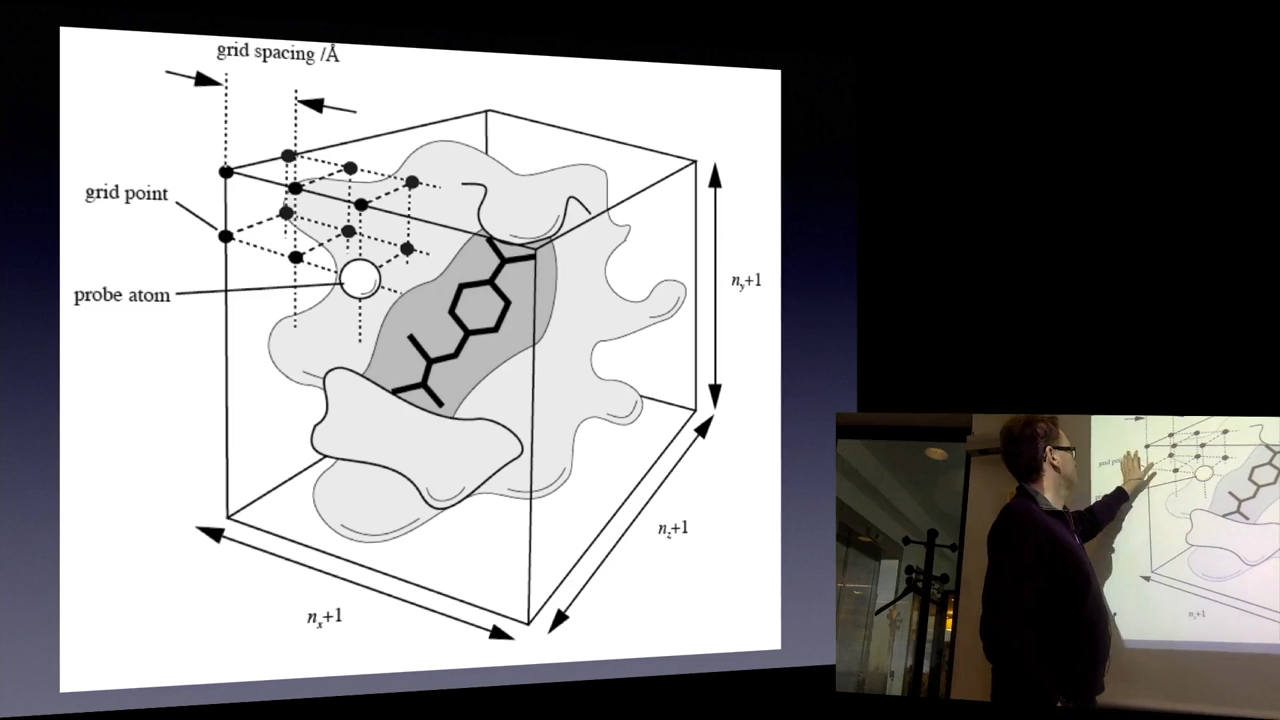 grid spacing /Å
grid point
probe atom
n_y+1
n_z+1
n_x+1